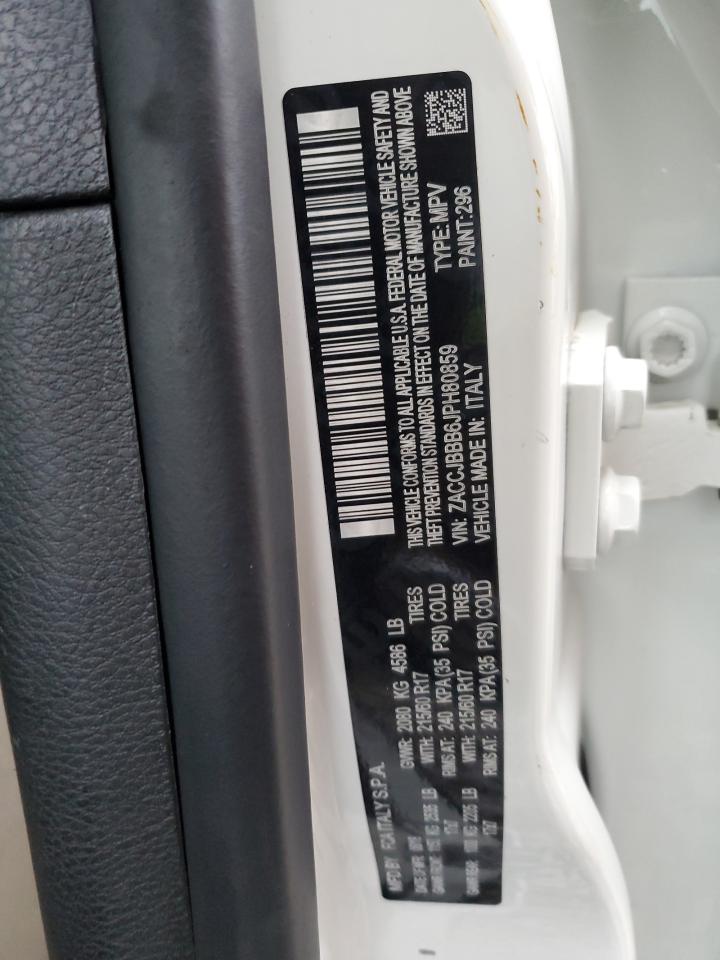 MFD BY FCA ITALY S.P.A. GVWR: 2080 KG 4586 LB
WITH: 215/60 R17 TIRES
RIMS AT: 240 KPA (35 PSI) COLD
LB WITH: 215/60 R17 TIRES
RIMS AT: 240 KPA (35 PSI) COLD
THIS VEHICLE CONFORMS TO ALL APPLICABLE U.S.A. FEDERAL MOTOR VEHICLE SAFETY AND
THEFT PREVENTION STANDARDS IN EFFECT ON THE DATE OF MANUFACTURE SHOWN ABOVE
VIN: ZACCJBBB6JPH80859 TYPE: MPV
VEHICLE MADE IN: ITALY PAINT: 296